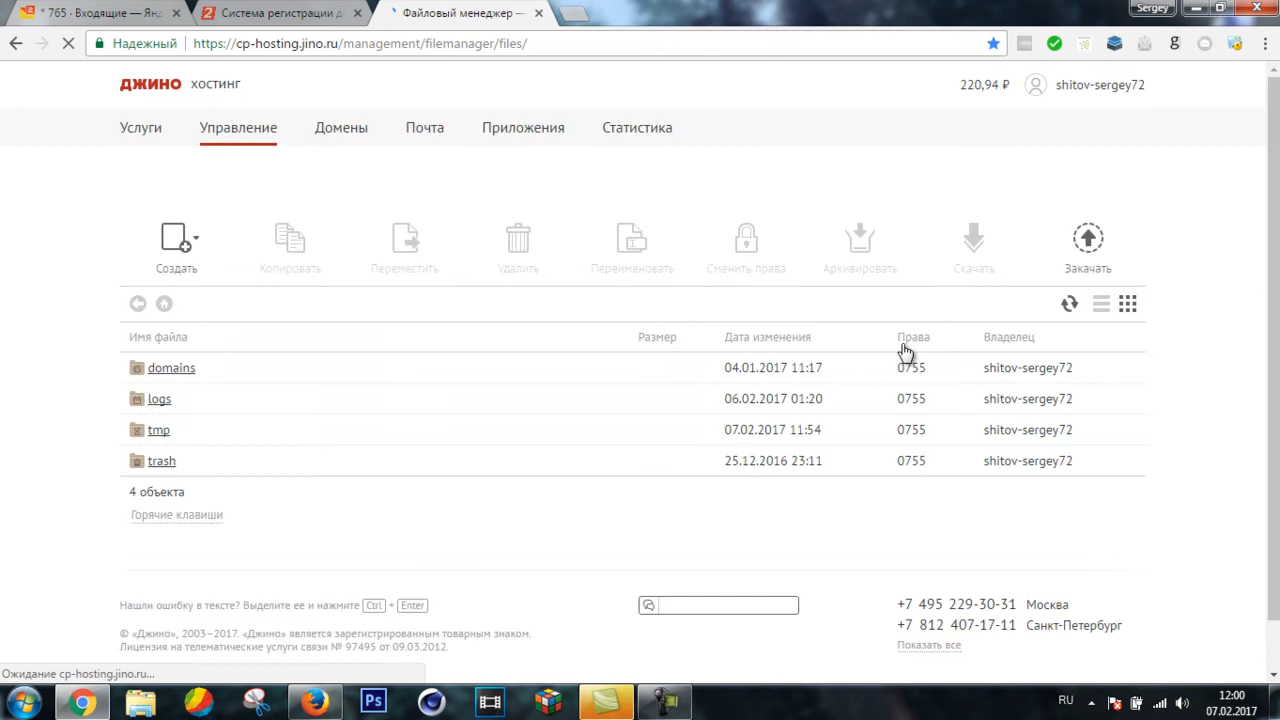 * 765 · Входящие — Янд
Система регистрации до
Файловый менеджер —
Sergey
Надежный
https://cp-hosting.jino.ru/management/filemanager/files/
джино хостинг
220,94 ₽
shitov-sergey72
Услуги Управление Домены Почта Приложения Статистика
Создать Копировать Переместить Удалить Переименовать Сменить права Архивировать Скачать Закачать
Имя файла Размер Дата изменения Права Владелец
domains 04.01.2017 11:17 0755 shitov-sergey72
logs 06.02.2017 01:20 0755 shitov-sergey72
tmp 07.02.2017 11:54 0755 shitov-sergey72
trash 25.12.2016 23:11 0755 shitov-sergey72
4 объекта
Горячие клавиши
Нашли ошибку в тексте? Выделите ее и нажмите Ctrl + Enter
+7 495 229-30-31 Москва
+7 812 407-17-11 Санкт-Петербург
© «Джино», 2003–2017. «Джино» является зарегистрированным товарным знаком.
Лицензия на телематические услуги связи № 97495 от 09.03.2012.
Показать все
Ожидание cp-hosting.jino.ru...
Ps
RU
12:00
07.02.2017